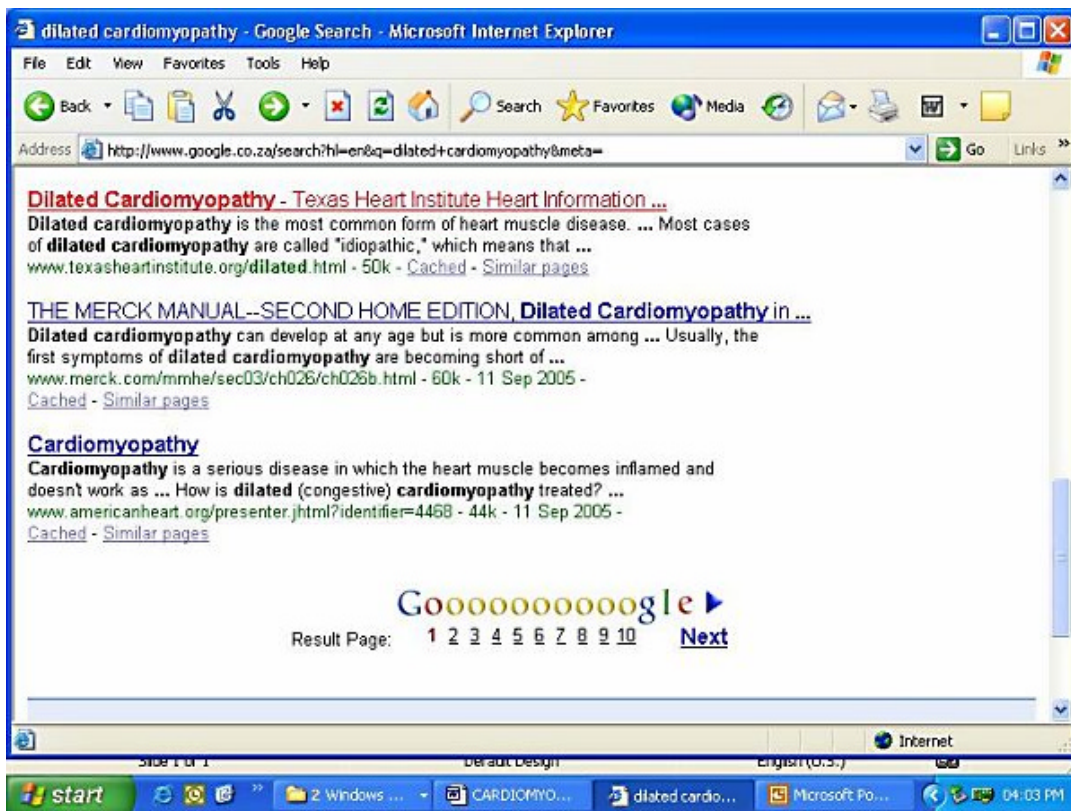 dilated cardiomyopathy - Google Search - Microsoft Internet Explorer
File Edit View Favorites Tools Help
Back Search Favorites Media
Address http://www.google.co.za/search?hl=en&q=dilated+cardiomyopathy&meta= Go Links »
Dilated Cardiomyopathy - Texas Heart Institute Heart Information ...
Dilated cardiomyopathy is the most common form of heart muscle disease. ... Most cases
of dilated cardiomyopathy are called "idiopathic," which means that ...
www.texasheartinstitute.org/dilated.html - 50k - Cached - Similar pages
THE MERCK MANUAL--SECOND HOME EDITION, Dilated Cardiomyopathy in ...
Dilated cardiomyopathy can develop at any age but is more common among ... Usually, the
first symptoms of dilated cardiomyopathy are becoming short of ...
www.merck.com/mmhe/sec03/ch026/ch026b.html - 60k - 11 Sep 2005 -
Cached - Similar pages
Cardiomyopathy
Cardiomyopathy is a serious disease in which the heart muscle becomes inflamed and
doesn't work as ... How is dilated (congestive) cardiomyopathy treated? ...
www.americanheart.org/presenter.jhtml?identifier=4468 - 44k - 11 Sep 2005 -
Cached - Similar pages
Goooooooooogle
Result Page: 1 2 3 4 5 6 7 8 9 10 Next
Internet
Slide 1 of 1 Default Design English (U.S.)
start » 2 Windows ... CARDIOMYO... dilated cardio... Microsoft Po... 04:03 PM